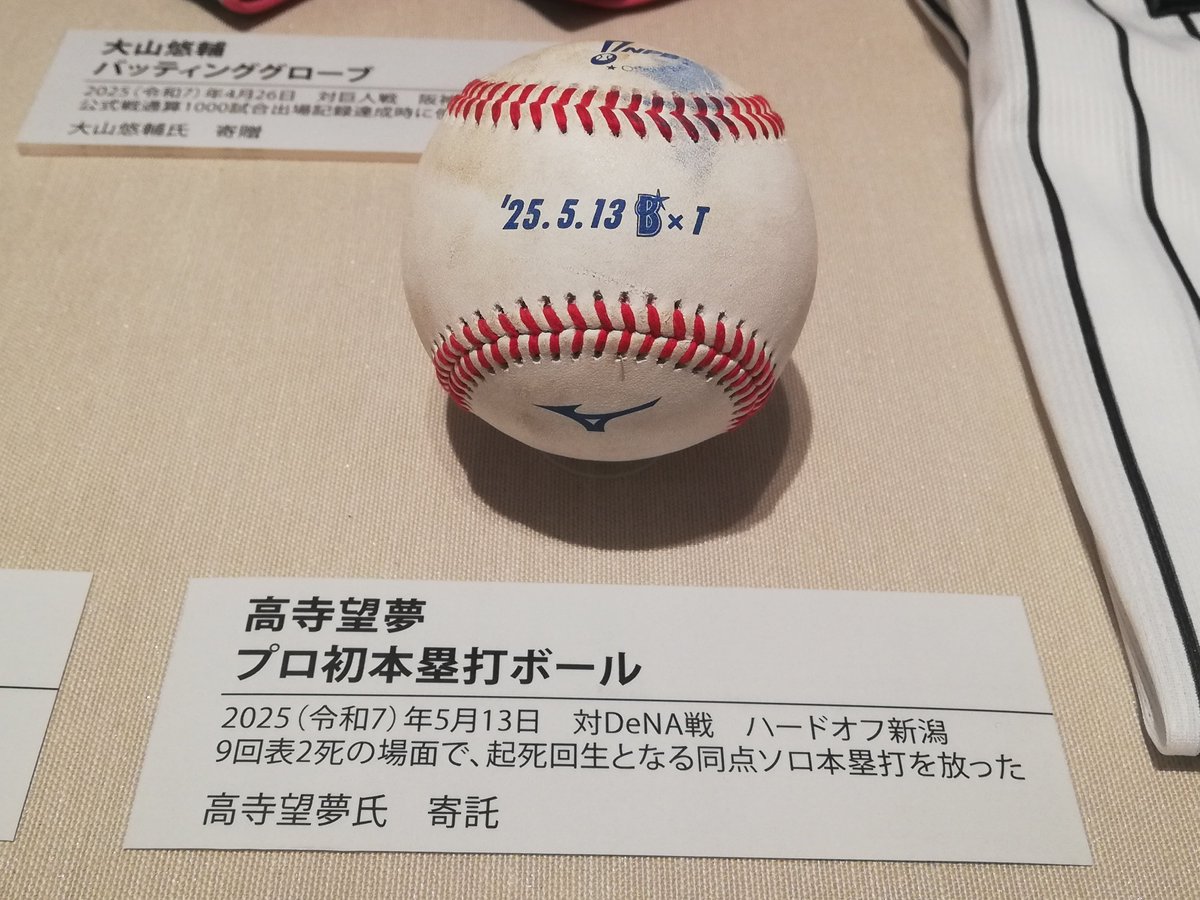 大山悠輔
バッティンググローブ
2025（令和7）年4月26日　対巨人戦　阪神
公式戦通算1000試合出場記録達成時に
大山悠輔氏　寄贈
NPB
'25. 5. 13 B × T
高寺望夢
プロ初本塁打ボール
2025（令和7）年5月13日　対DeNA戦　ハードオフ新潟
9回表2死の場面で、起死回生となる同点ソロ本塁打を放った
高寺望夢氏　寄託